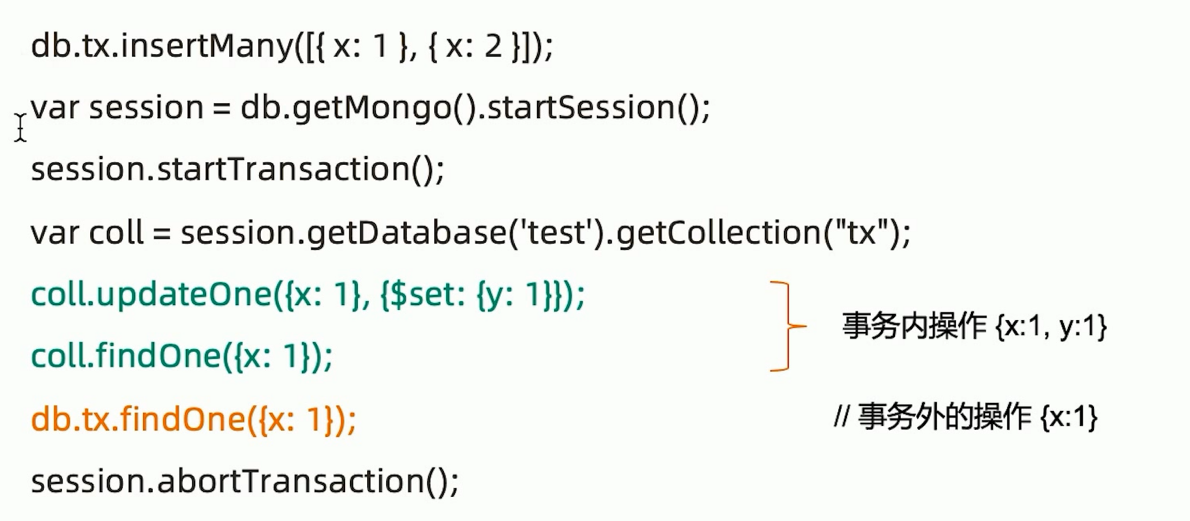 db.tx.insertMany([{ x: 1 }, { x: 2 }]);
var session = db.getMongo().startSession();
session.startTransaction();
var coll = session.getDatabase('test').getCollection("tx");
coll.updateOne({x: 1}, {$set: {y: 1}});
事务内操作 {x:1, y:1}
coll.findOne({x: 1});
db.tx.findOne({x: 1});
// 事务外的操作 {x:1}
session.abortTransaction();